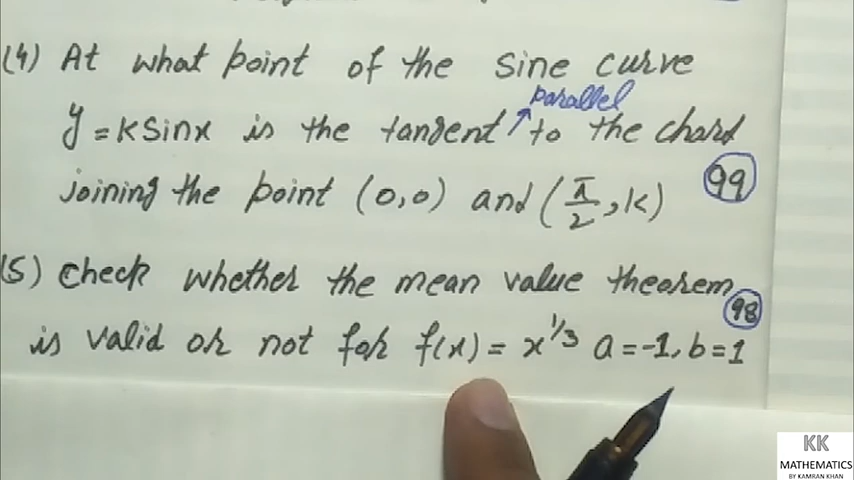 (4) At what point of the sine curve
parallel
y = k sinx is the tangent to the chord
joining the point (0,0) and (π/2, k) 99
(5) Check whether the mean value theorem
98
is valid or not for f(x) = x^1/3 a = -1, b = 1
KK
MATHEMATICS
BY KAMRAN KHAN